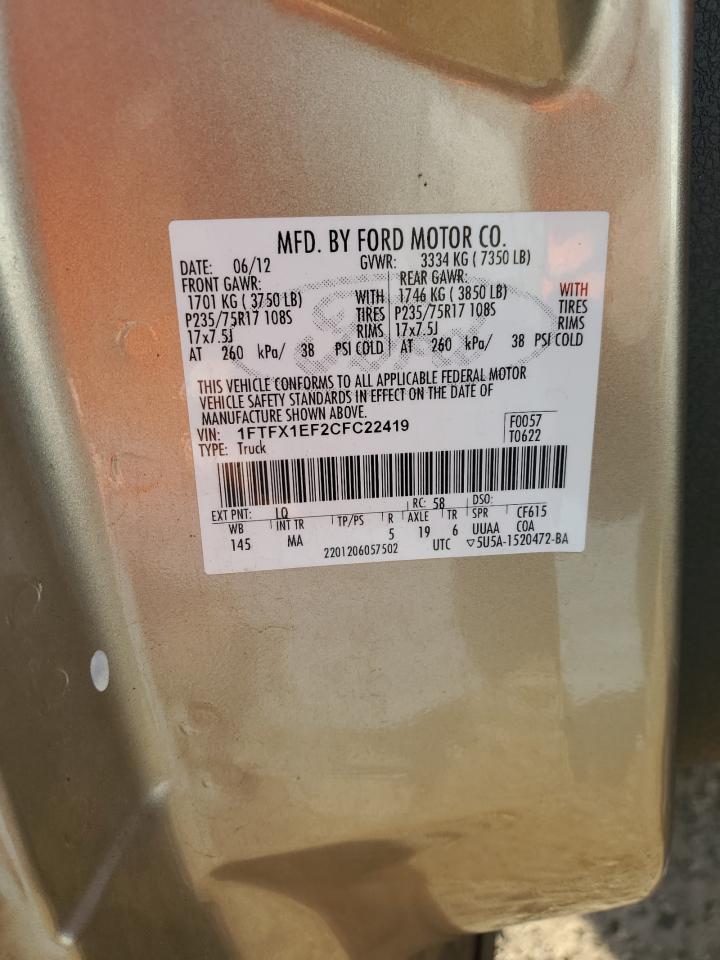 MFD. BY FORD MOTOR CO.
DATE: 06/12 GVWR: 3334 KG ( 7350 LB)
FRONT GAWR: REAR GAWR:
1701 KG ( 3750 LB) WITH 1746 KG ( 3850 LB) WITH
P235/75R17 108S TIRES P235/75R17 108S TIRES
17x7.5J RIMS 17x7.5J RIMS
AT 260 kPa/ 38 PSI COLD AT 260 kPa/ 38 PSI COLD
THIS VEHICLE CONFORMS TO ALL APPLICABLE FEDERAL MOTOR
VEHICLE SAFETY STANDARDS IN EFFECT ON THE DATE OF
MANUFACTURE SHOWN ABOVE.
VIN: 1FTFX1EF2CFC22419 F0057
TYPE: Truck T0622
EXT PNT: LQ RC: 58 DSO:
WB INT TR TP/PS R AXLE TR SPR CF615
145 MA 5 19 6 UUAA COA
2201206057502 UTC ▽5U5A-1520472-BA